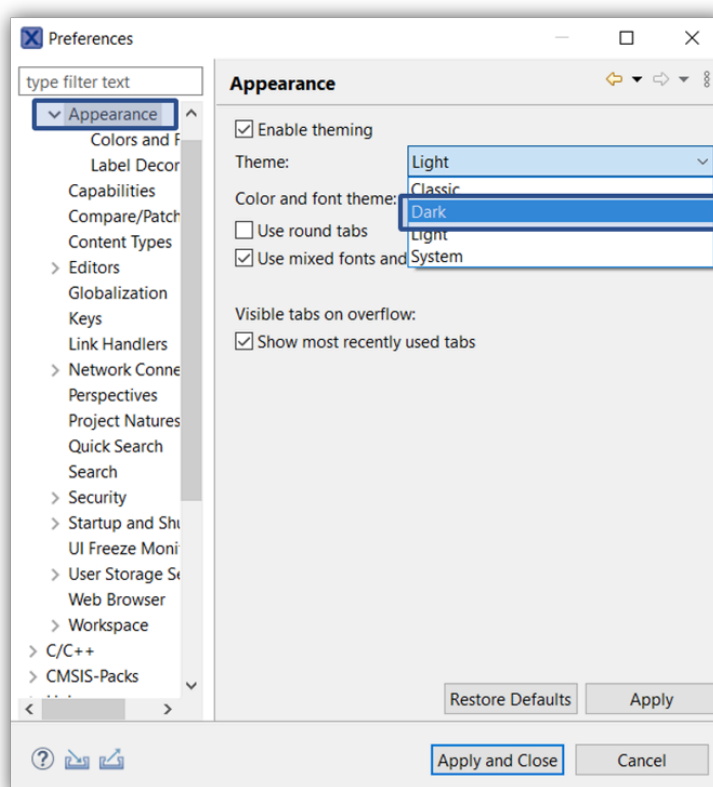 Preferences
type filter text
Appearance
Colors and F
Label Decor
Capabilities
Compare/Patch
Content Types
Editors
Globalization
Keys
Link Handlers
Network Conne
Perspectives
Project Natures
Quick Search
Search
Security
Startup and Shu
UI Freeze Moni
User Storage Se
Web Browser
Workspace
C/C++
CMSIS-Packs
Appearance
Enable theming
Theme: Light
Classic
Color and font theme:
Dark
Use round tabs
Light
Use mixed fonts and
System
Visible tabs on overflow:
Show most recently used tabs
Restore Defaults Apply
Apply and Close Cancel